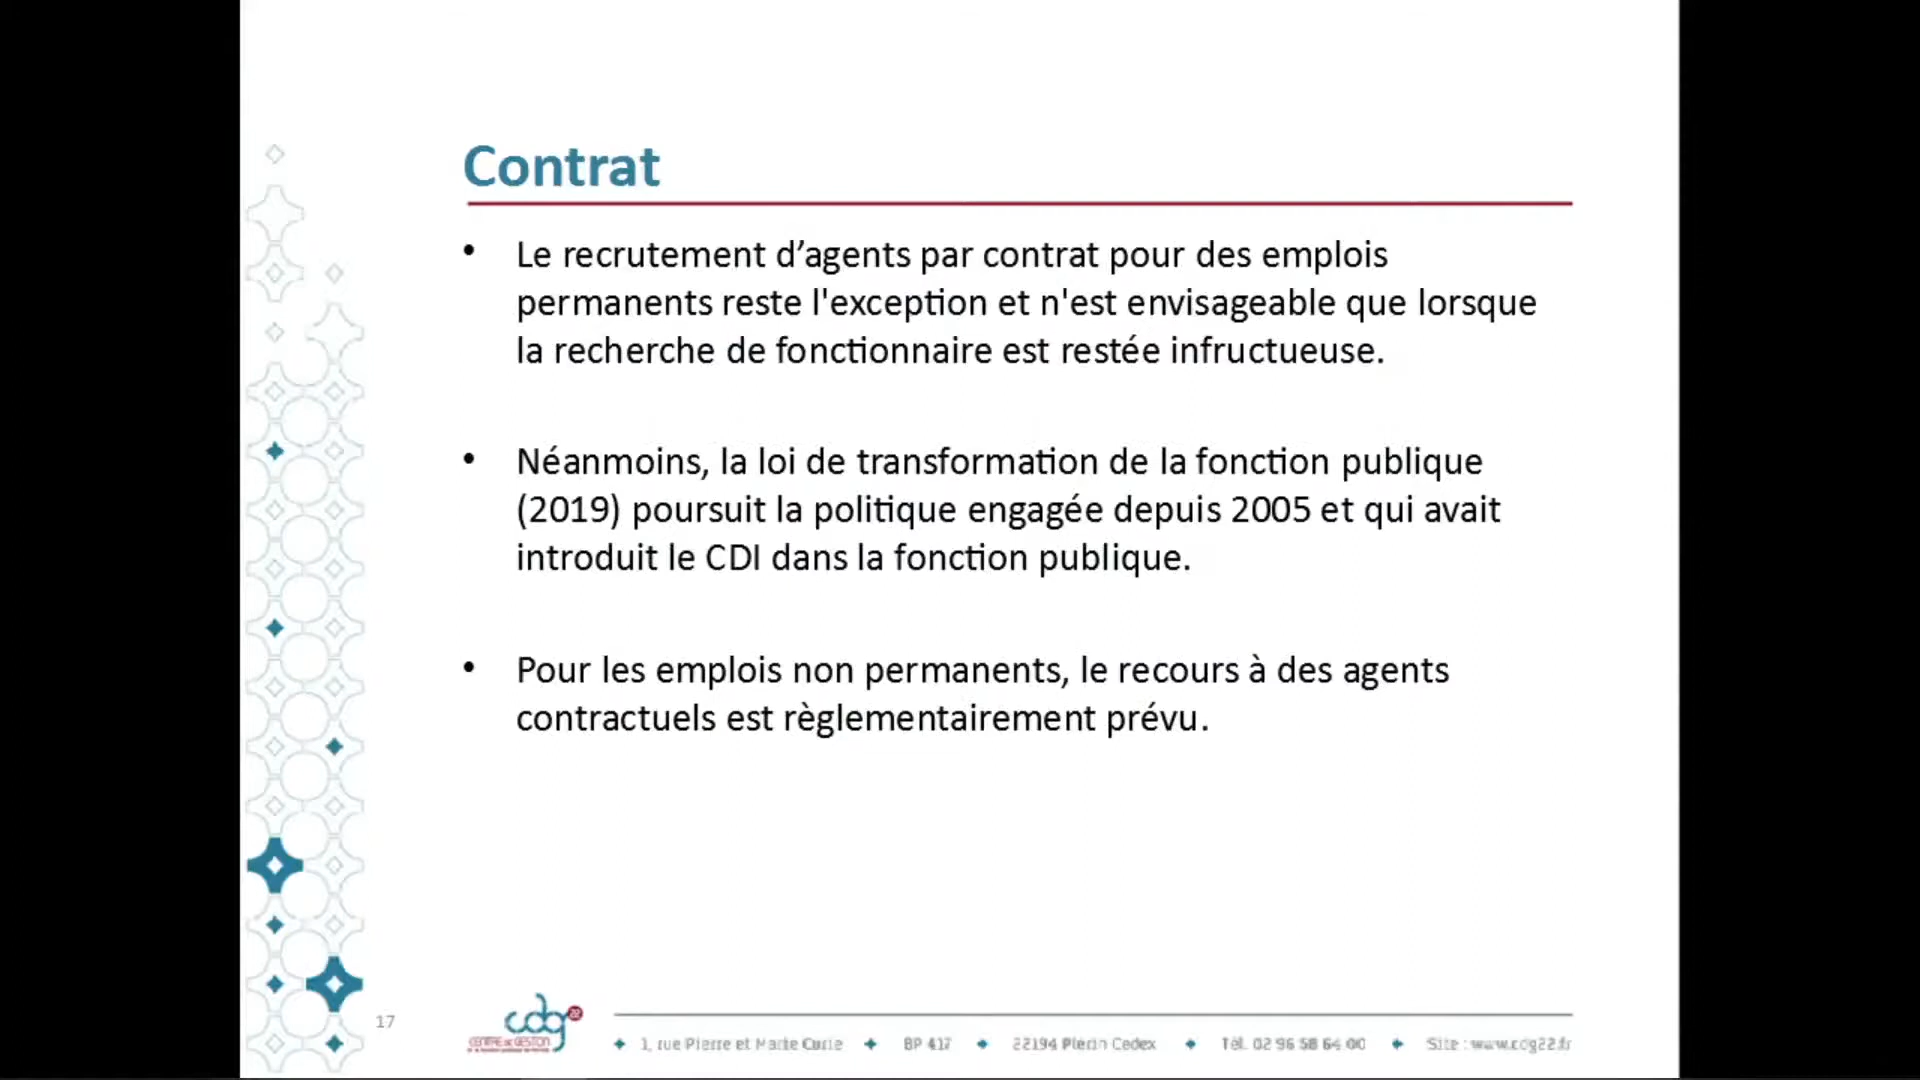 Contrat
• Le recrutement d’agents par contrat pour des emplois
permanents reste l'exception et n'est envisageable que lorsque
la recherche de fonctionnaire est restée infructueuse.
• Néanmoins, la loi de transformation de la fonction publique
(2019) poursuit la politique engagée depuis 2005 et qui avait
introduit le CDI dans la fonction publique.
• Pour les emplois non permanents, le recours à des agents
contractuels est règlementairement prévu.
17
cdg 22
CENTRE DE GESTION
1, rue Pierre et Marie Curie BP 417 22194 Plérin Cedex Tél. 02 96 58 64 00 Site : www.cdg22.fr